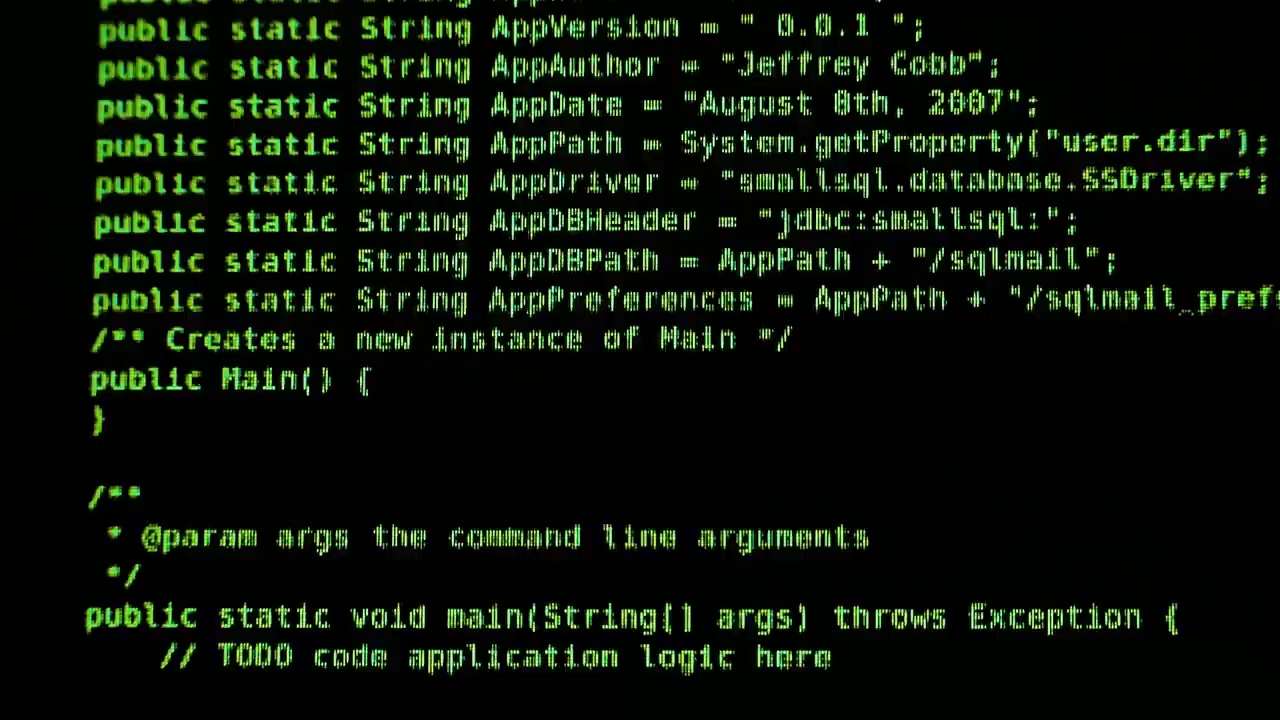 public static String
public static String AppVersion = " 0.0.1 ";
public static String AppAuthor = "Jeffrey Cobb";
public static String AppDate = "August 8th, 2007";
public static String AppPath = System.getProperty("user.dir");
public static String AppDriver = "smallsql.database.SSDriver";
public static String AppDBHeader = "jdbc:smallsql:";
public static String AppDBPath = AppPath + "/sqlmail";
public static String AppPreferences = AppPath + "/sqlmail_prefs
/** Creates a new instance of Main */
public Main() {
}
/**
* @param args the command line arguments
*/
public static void main(String[] args) throws Exception {
// TODO code application logic here